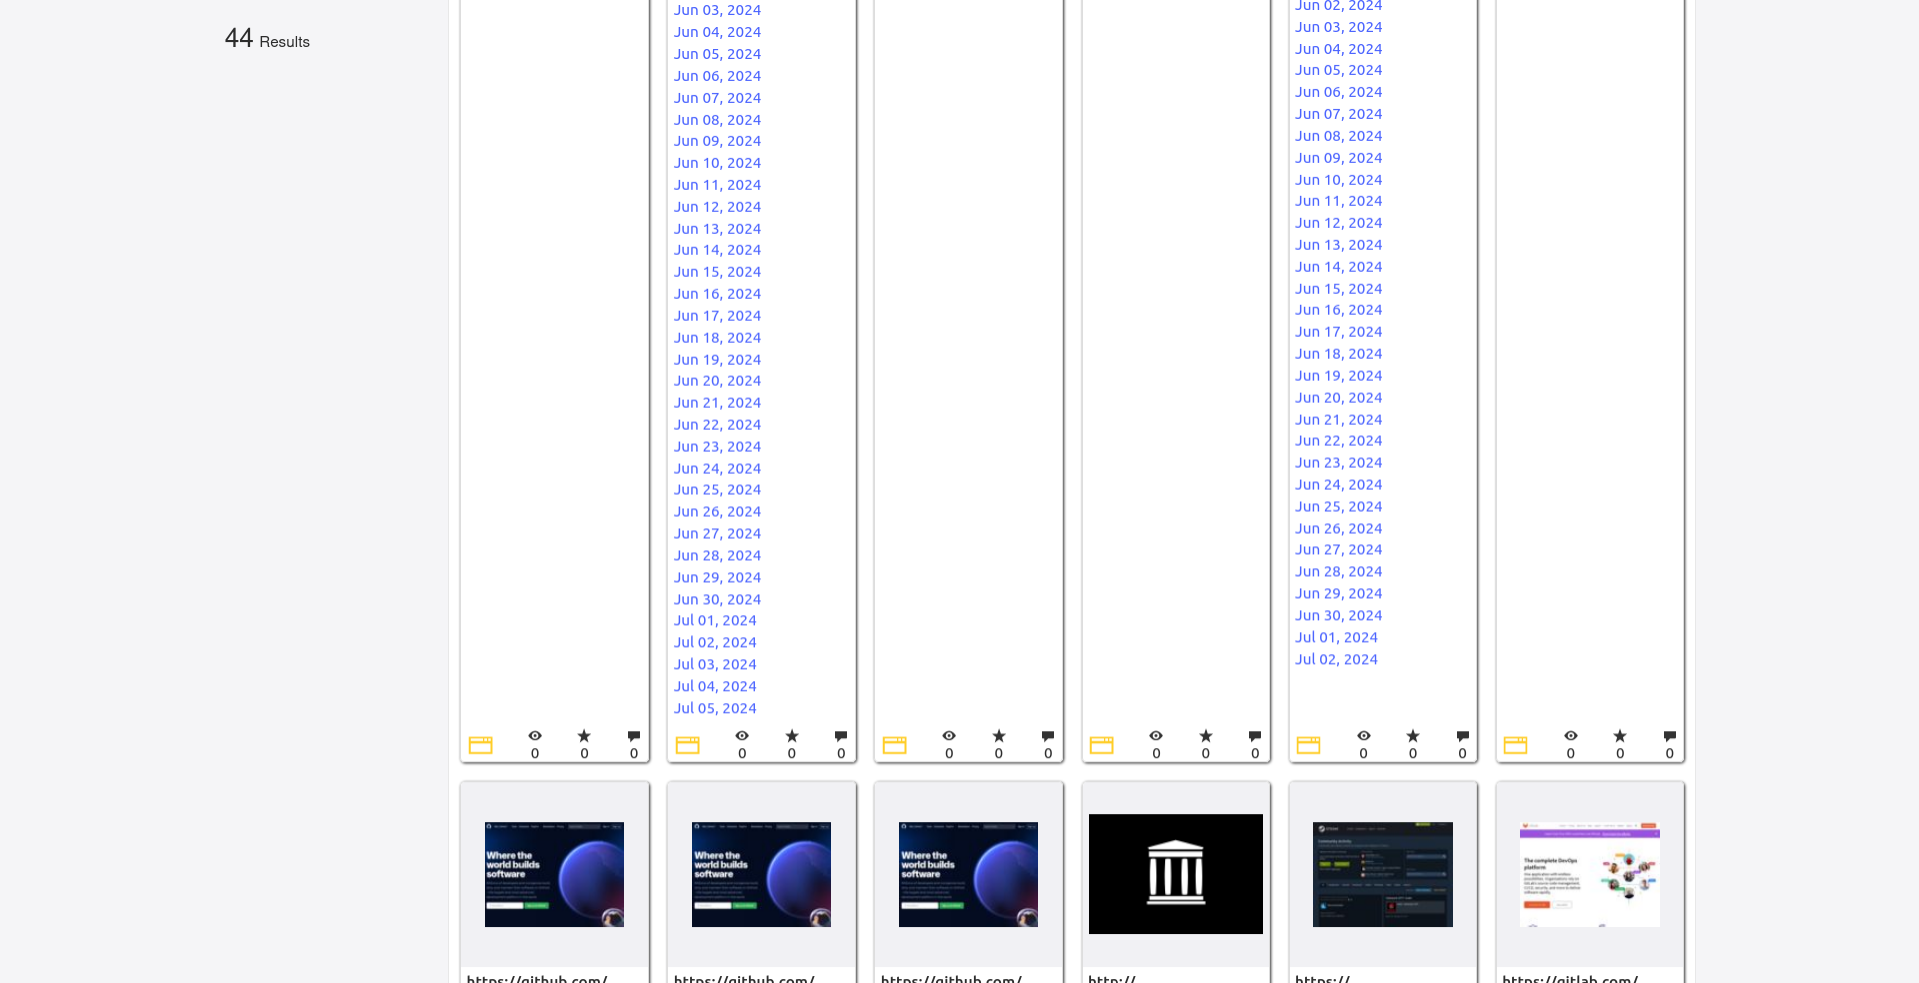 44 Results
Jun 03, 2024
Jun 04, 2024
Jun 05, 2024
Jun 06, 2024
Jun 07, 2024
Jun 08, 2024
Jun 09, 2024
Jun 10, 2024
Jun 11, 2024
Jun 12, 2024
Jun 13, 2024
Jun 14, 2024
Jun 15, 2024
Jun 16, 2024
Jun 17, 2024
Jun 18, 2024
Jun 19, 2024
Jun 20, 2024
Jun 21, 2024
Jun 22, 2024
Jun 23, 2024
Jun 24, 2024
Jun 25, 2024
Jun 26, 2024
Jun 27, 2024
Jun 28, 2024
Jun 29, 2024
Jun 30, 2024
Jul 01, 2024
Jul 02, 2024
Jul 03, 2024
Jul 04, 2024
Jul 05, 2024
Jun 02, 2024
Jun 03, 2024
Jun 04, 2024
Jun 05, 2024
Jun 06, 2024
Jun 07, 2024
Jun 08, 2024
Jun 09, 2024
Jun 10, 2024
Jun 11, 2024
Jun 12, 2024
Jun 13, 2024
Jun 14, 2024
Jun 15, 2024
Jun 16, 2024
Jun 17, 2024
Jun 18, 2024
Jun 19, 2024
Jun 20, 2024
Jun 21, 2024
Jun 22, 2024
Jun 23, 2024
Jun 24, 2024
Jun 25, 2024
Jun 26, 2024
Jun 27, 2024
Jun 28, 2024
Jun 29, 2024
Jun 30, 2024
Jul 01, 2024
Jul 02, 2024
0 0 0
0 0 0
0 0 0
0 0 0
0 0 0
0 0 0
Where the
world builds
software
Where the
world builds
software
Where the
world builds
software
The complete DevOps
platform
https://github.com/
https://github.com/
https://github.com/
http://
https://
https://gitlab.com/